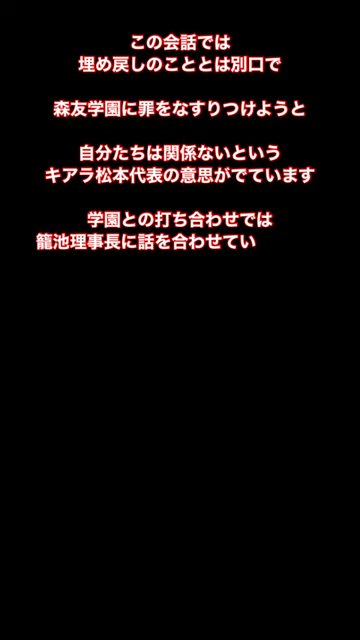 この会話では
埋め戻しのこととは別口で
森友学園に罪をなすりつけようと
自分たちは関係ないという
キアラ松本代表の意思がでています
学園との打ち合わせでは
籠池理事長に話を合わせてい